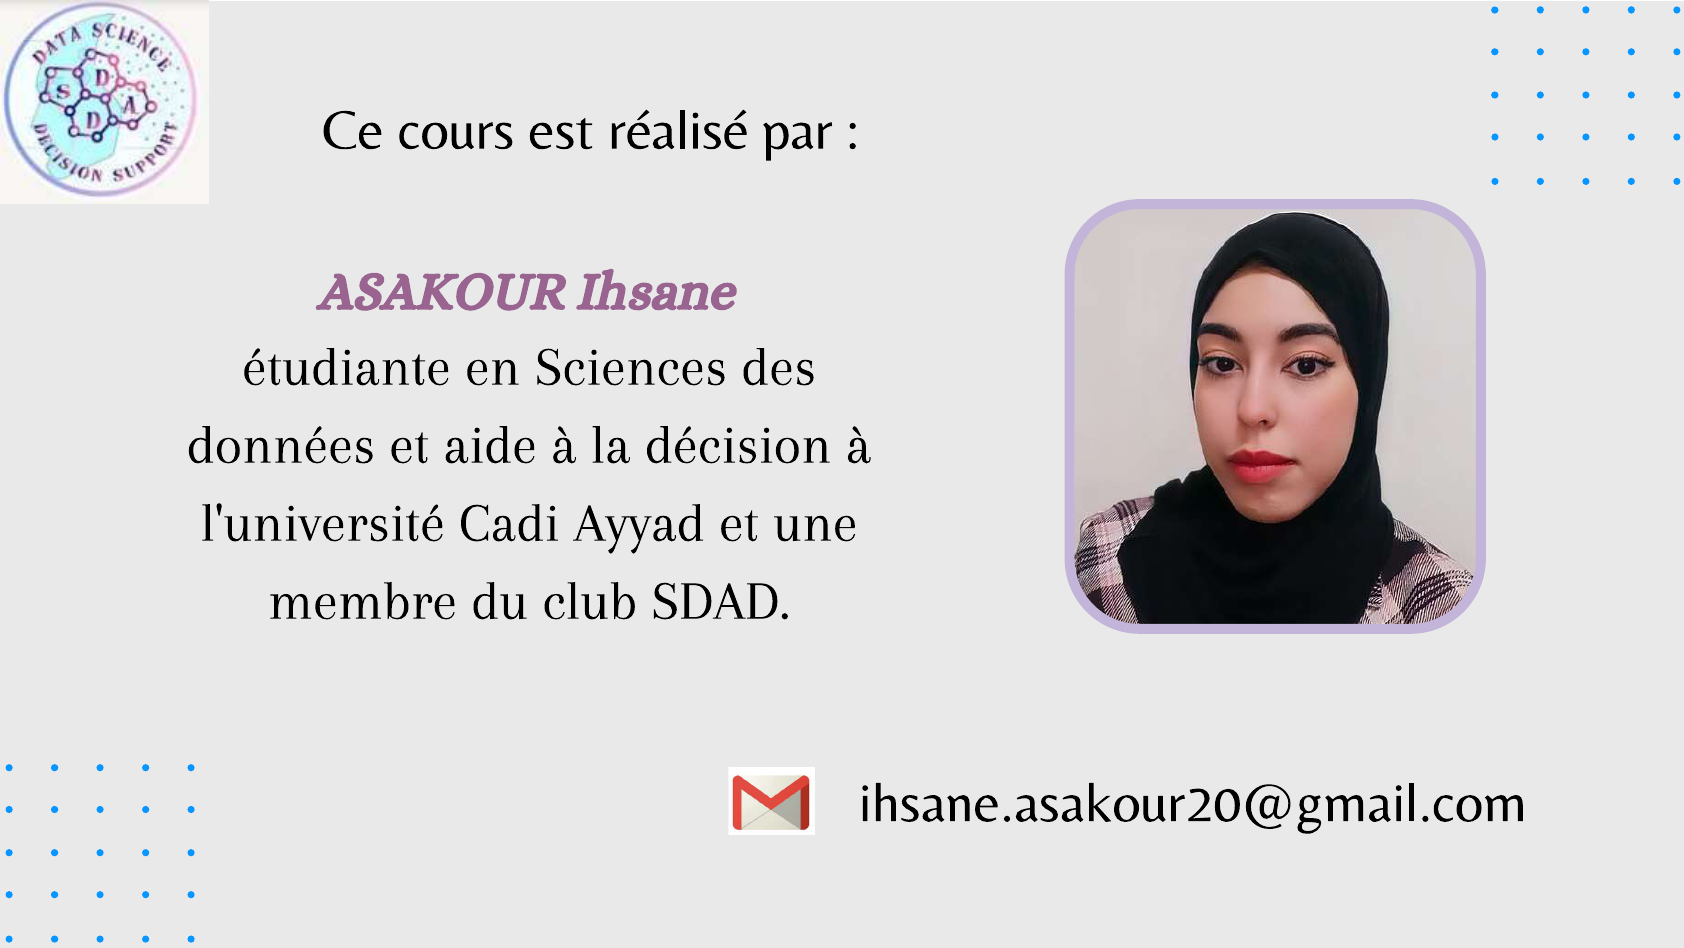 DATA SCIENCE
S D A D
DECISION SUPPORT
Ce cours est réalisé par :
ASAKOUR Ihsane
étudiante en Sciences des
données et aide à la décision à
l'université Cadi Ayyad et une
membre du club SDAD.
ihsane.asakour20@gmail.com